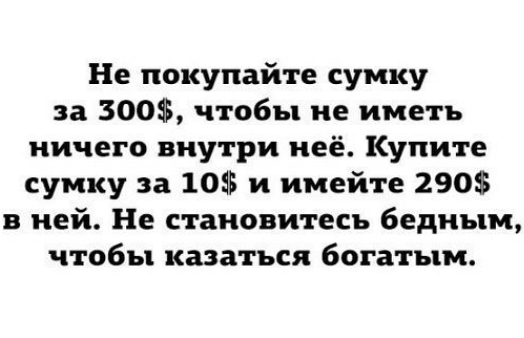 Не покупайте сумку
за 300$, чтобы не иметь
ничего внутри неё. Купите
сумку за 10$ и имейте 290$
в ней. Не становитесь бедным,
чтобы казаться богатым.